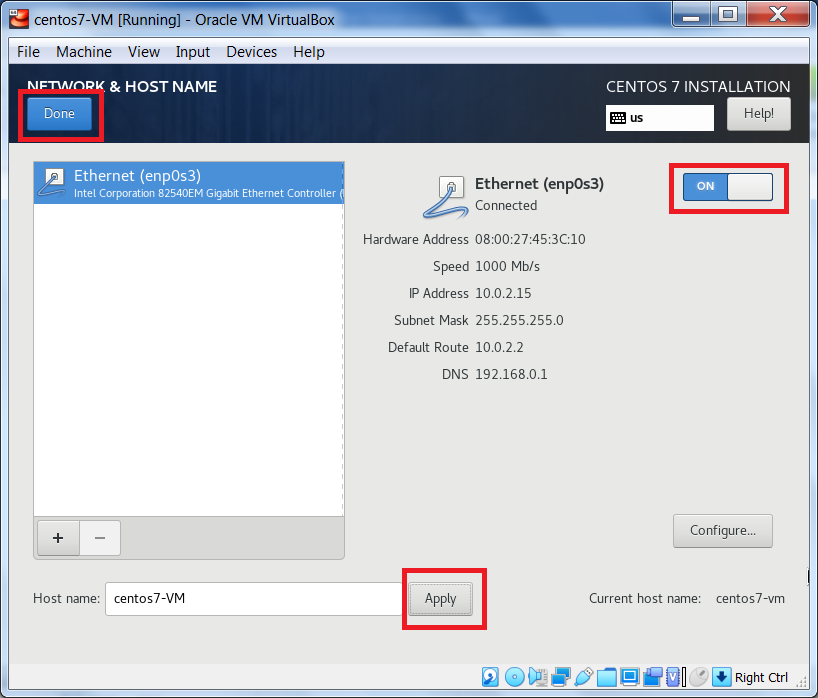 centos7-VM [Running] - Oracle VM VirtualBox
File Machine View Input Devices Help
NETWORK & HOST NAME
CENTOS 7 INSTALLATION
Done
us
Help!
Ethernet (enp0s3)
Intel Corporation 82540EM Gigabit Ethernet Controller (
Ethernet (enp0s3)
Connected
ON
Hardware Address 08:00:27:45:3C:10
Speed 1000 Mb/s
IP Address 10.0.2.15
Subnet Mask 255.255.255.0
Default Route 10.0.2.2
DNS 192.168.0.1
+ −
Configure...
Host name: centos7-VM Apply
Current host name: centos7-vm
Right Ctrl